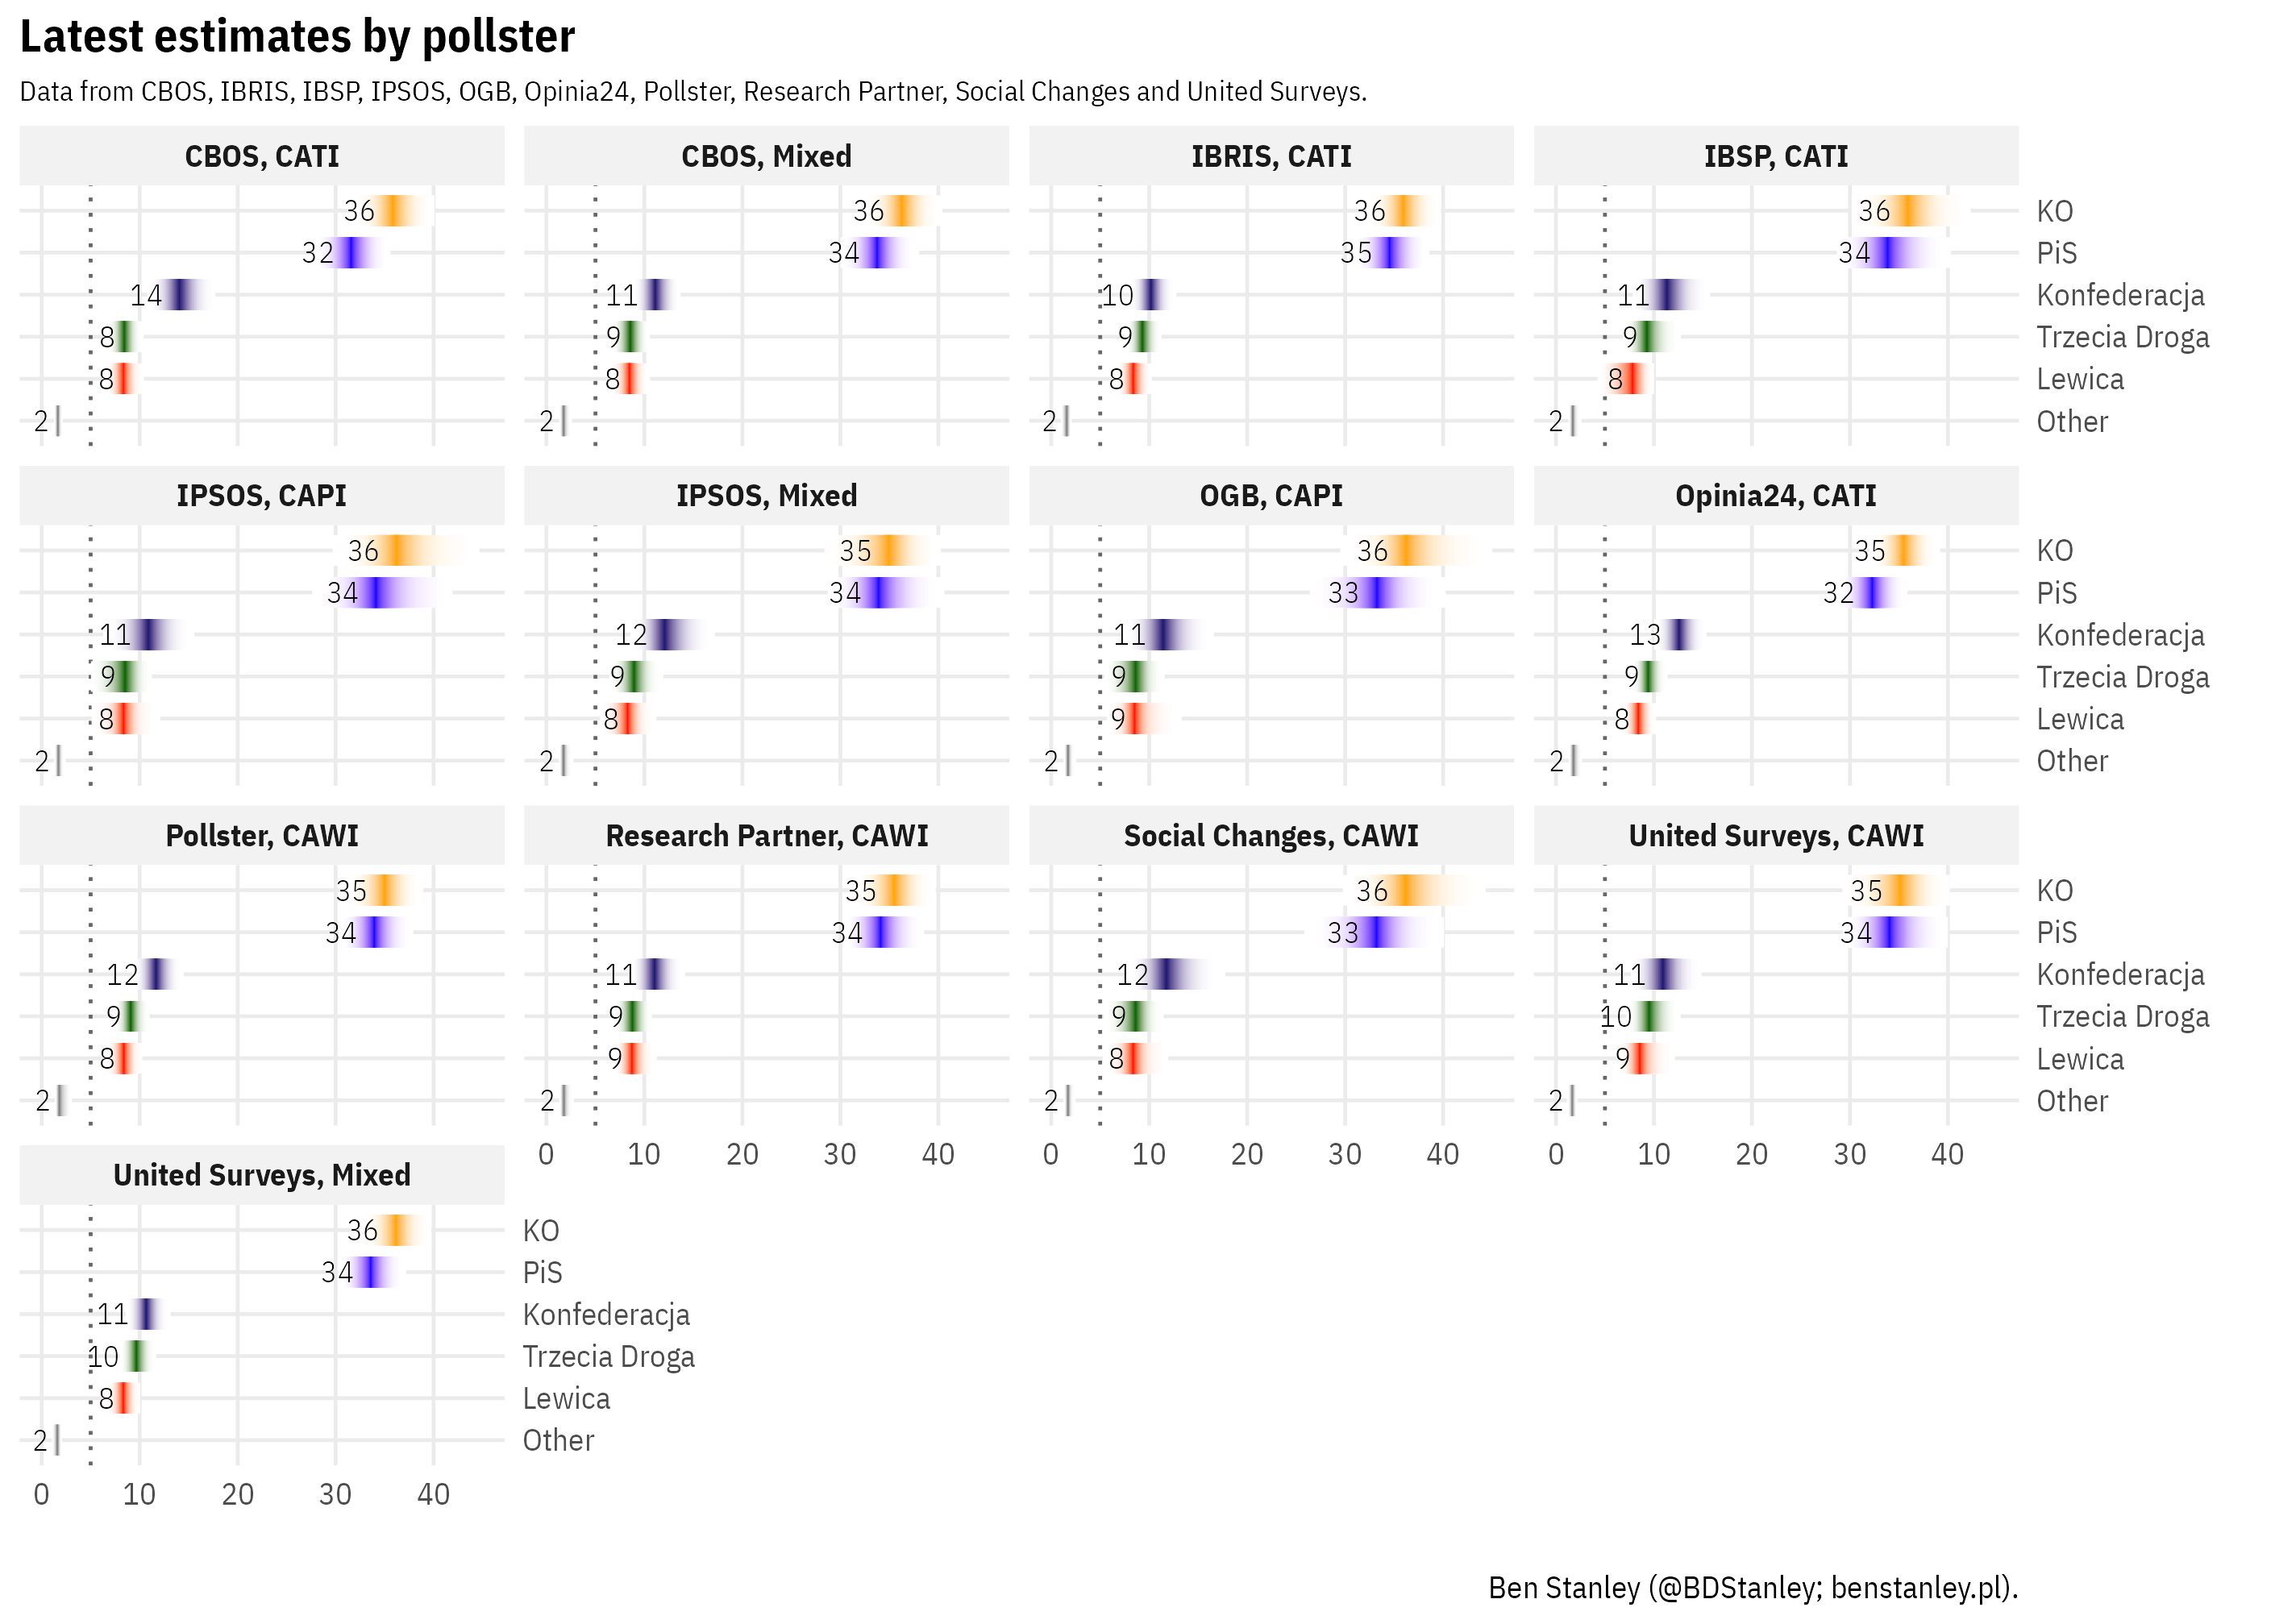 Latest estimates by pollster
Data from CBOS, IBRIS, IBSP, IPSOS, OGB, Opinia24, Pollster, Research Partner, Social Changes and United Surveys.
CBOS, CATI CBOS, Mixed IBRIS, CATI IBSP, CATI
36 36 36 36 KO
32 34 35 34 PiS
14 11 10 11 Konfederacja
8 9 9 9 Trzecia Droga
8 8 8 8 Lewica
2 2 2 2 Other
IPSOS, CAPI IPSOS, Mixed OGB, CAPI Opinia24, CATI
36 35 36 35 KO
34 34 33 32 PiS
11 12 11 13 Konfederacja
9 9 9 9 Trzecia Droga
8 8 9 8 Lewica
2 2 2 2 Other
Pollster, CAWI Research Partner, CAWI Social Changes, CAWI United Surveys, CAWI
35 35 36 35 KO
34 34 33 34 PiS
12 11 12 11 Konfederacja
9 9 9 10 Trzecia Droga
8 9 8 9 Lewica
2 2 2 2 Other
0 10 20 30 40 0 10 20 30 40 0 10 20 30 40
United Surveys, Mixed
36 KO
34 PiS
11 Konfederacja
10 Trzecia Droga
8 Lewica
2 Other
0 10 20 30 40
Ben Stanley (@BDStanley; benstanley.pl).